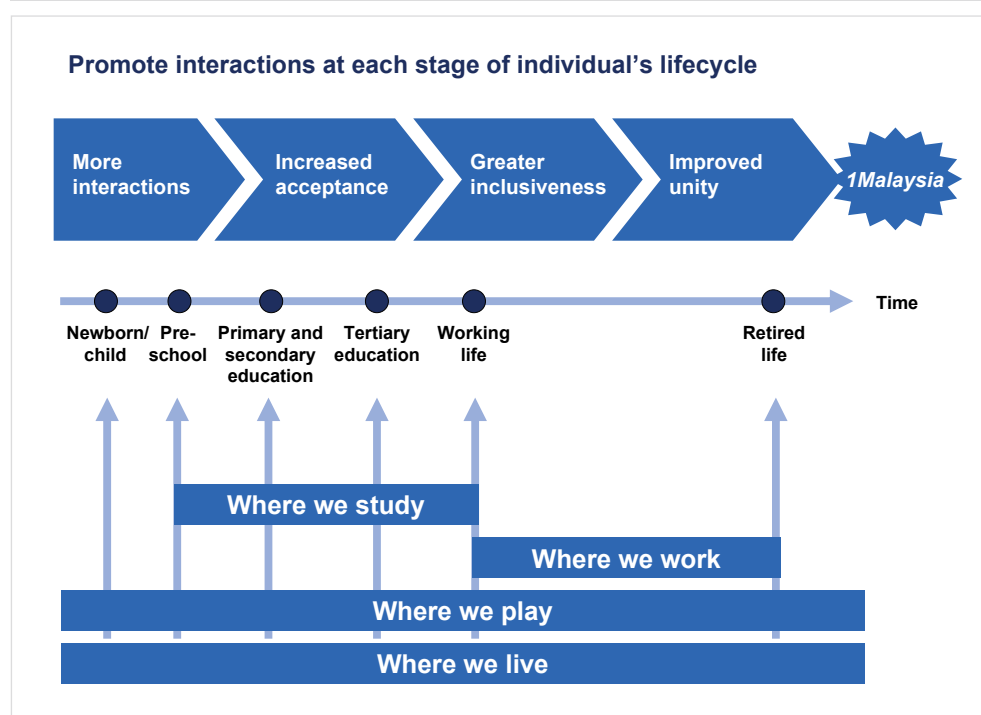 Promote interactions at each stage of individual's lifecycle
More
interactions
Increased
acceptance
Greater
inclusiveness
Improved
unity
1Malaysia
Time
Newborn/
child
Pre-
school
Primary and
secondary
education
Tertiary
education
Working
life
Retired
life
Where we study
Where we work
Where we play
Where we live